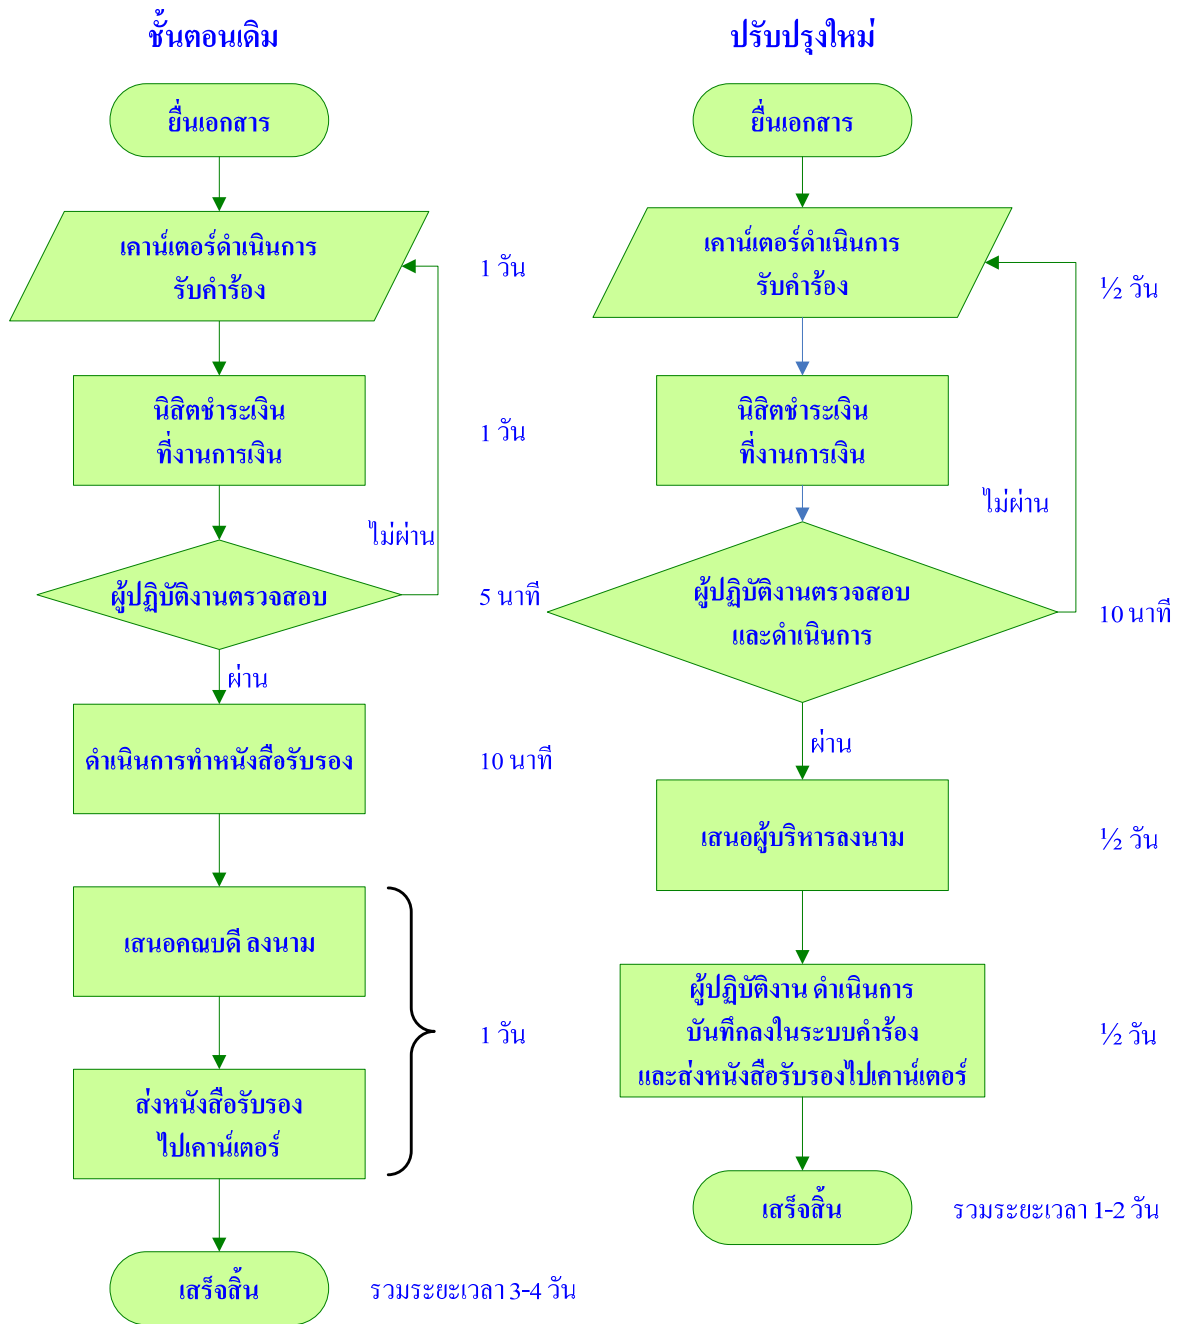 ชั้นตอนเดิม
ยื่นเอกสาร
เคาน์เตอร์ดำเนินการ
รับคำร้อง
1 วัน
นิสิตชำระเงิน
ที่งานการเงิน
1 วัน
ไม่ผ่าน
ผู้ปฏิบัติงานตรวจสอบ
5 นาที
ผ่าน
ดำเนินการทำหนังสือรับรอง
10 นาที
เสนอคณบดี ลงนาม
1 วัน
ส่งหนังสือรับรอง
ไปเคาน์เตอร์
เสร็จสิ้น
รวมระยะเวลา 3-4 วัน
ปรับปรุงใหม่
ยื่นเอกสาร
เคาน์เตอร์ดำเนินการ
รับคำร้อง
½ วัน
นิสิตชำระเงิน
ที่งานการเงิน
ไม่ผ่าน
ผู้ปฏิบัติงานตรวจสอบ
และดำเนินการ
10 นาที
ผ่าน
เสนอผู้บริหารลงนาม
½ วัน
ผู้ปฏิบัติงาน ดำเนินการ
บันทึกลงในระบบคำร้อง
และส่งหนังสือรับรองไปเคาน์เตอร์
½ วัน
เสร็จสิ้น
รวมระยะเวลา 1-2 วัน